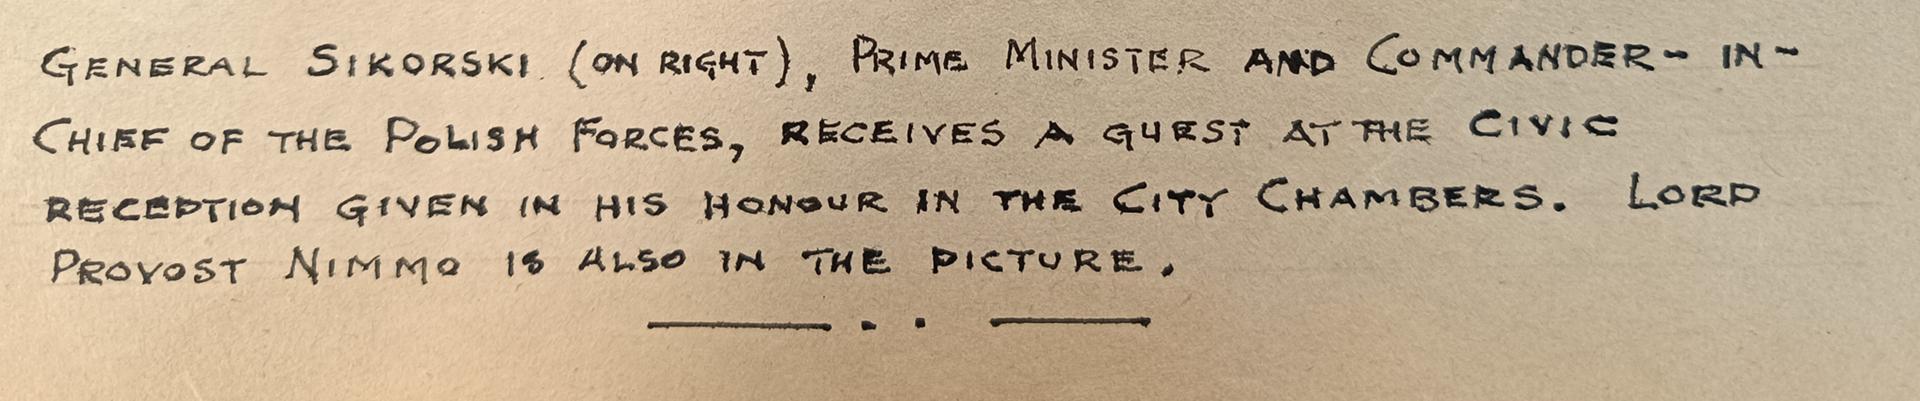 General Sikorski (on right), Prime Minister and Commander-in-
Chief of the Polish Forces, receives a guest at the Civic
reception given in his honour in the City Chambers. Lord
Provost Nimmo is also in the picture.